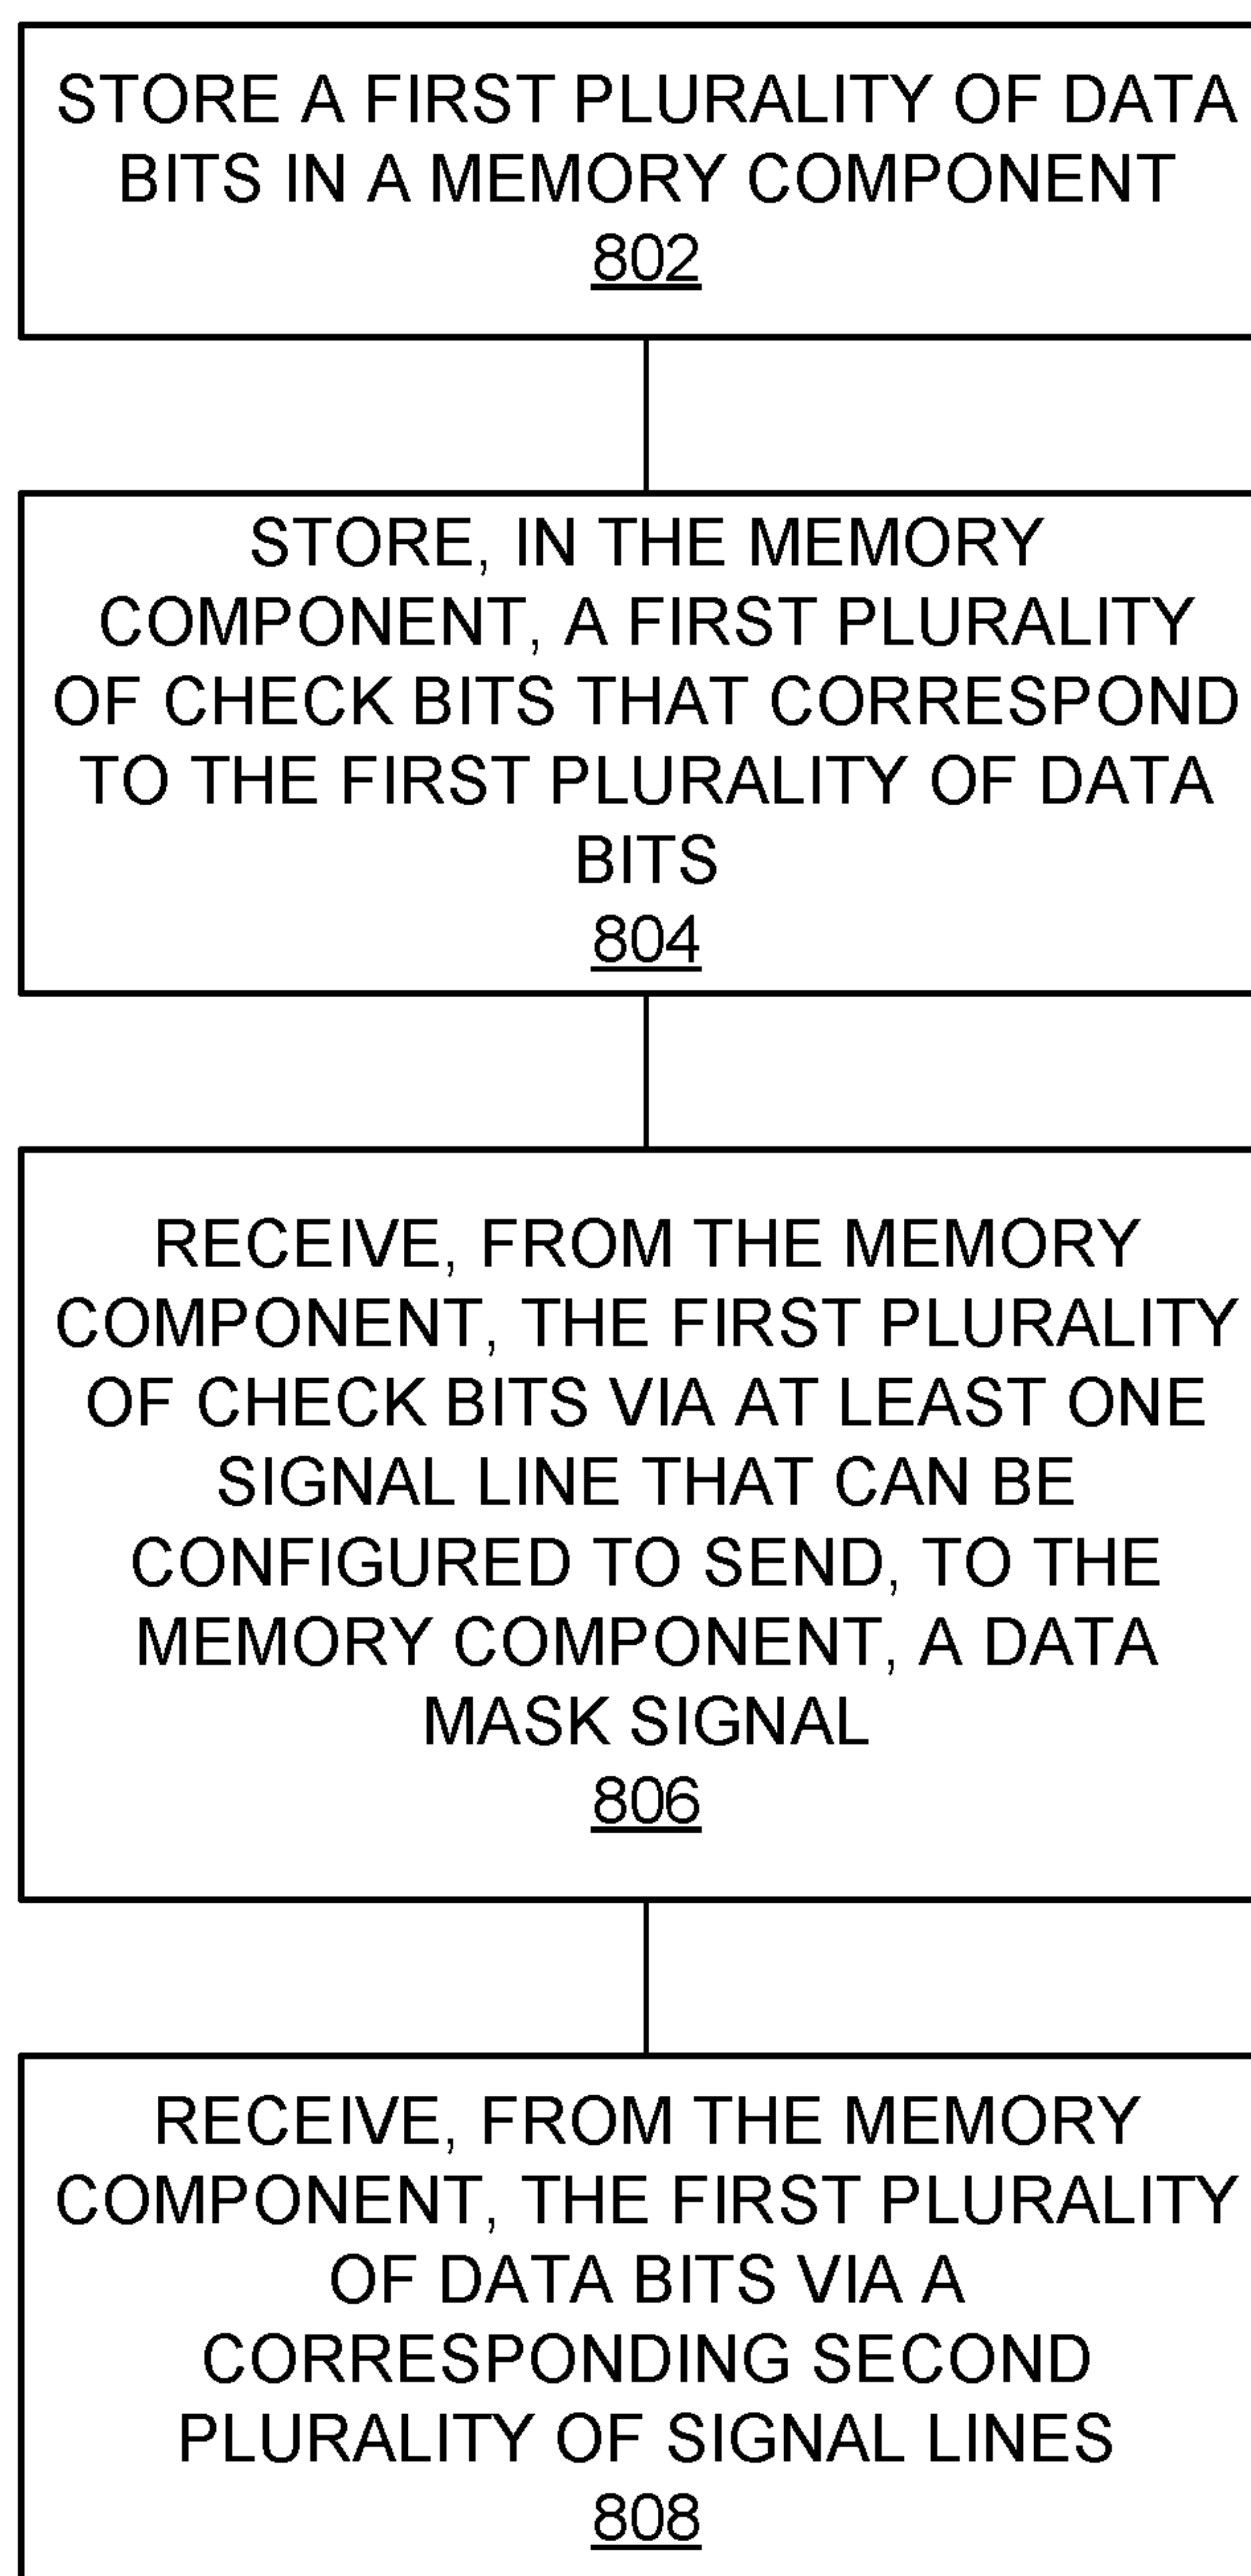 STORE A FIRST PLURALITY OF DATA
BITS IN A MEMORY COMPONENT
802
STORE, IN THE MEMORY
COMPONENT, A FIRST PLURALITY
OF CHECK BITS THAT CORRESPOND
TO THE FIRST PLURALITY OF DATA
BITS
804
RECEIVE, FROM THE MEMORY
COMPONENT, THE FIRST PLURALITY
OF CHECK BITS VIA AT LEAST ONE
SIGNAL LINE THAT CAN BE
CONFIGURED TO SEND, TO THE
MEMORY COMPONENT, A DATA
MASK SIGNAL
806
RECEIVE, FROM THE MEMORY
COMPONENT, THE FIRST PLURALITY
OF DATA BITS VIA A
CORRESPONDING SECOND
PLURALITY OF SIGNAL LINES
808